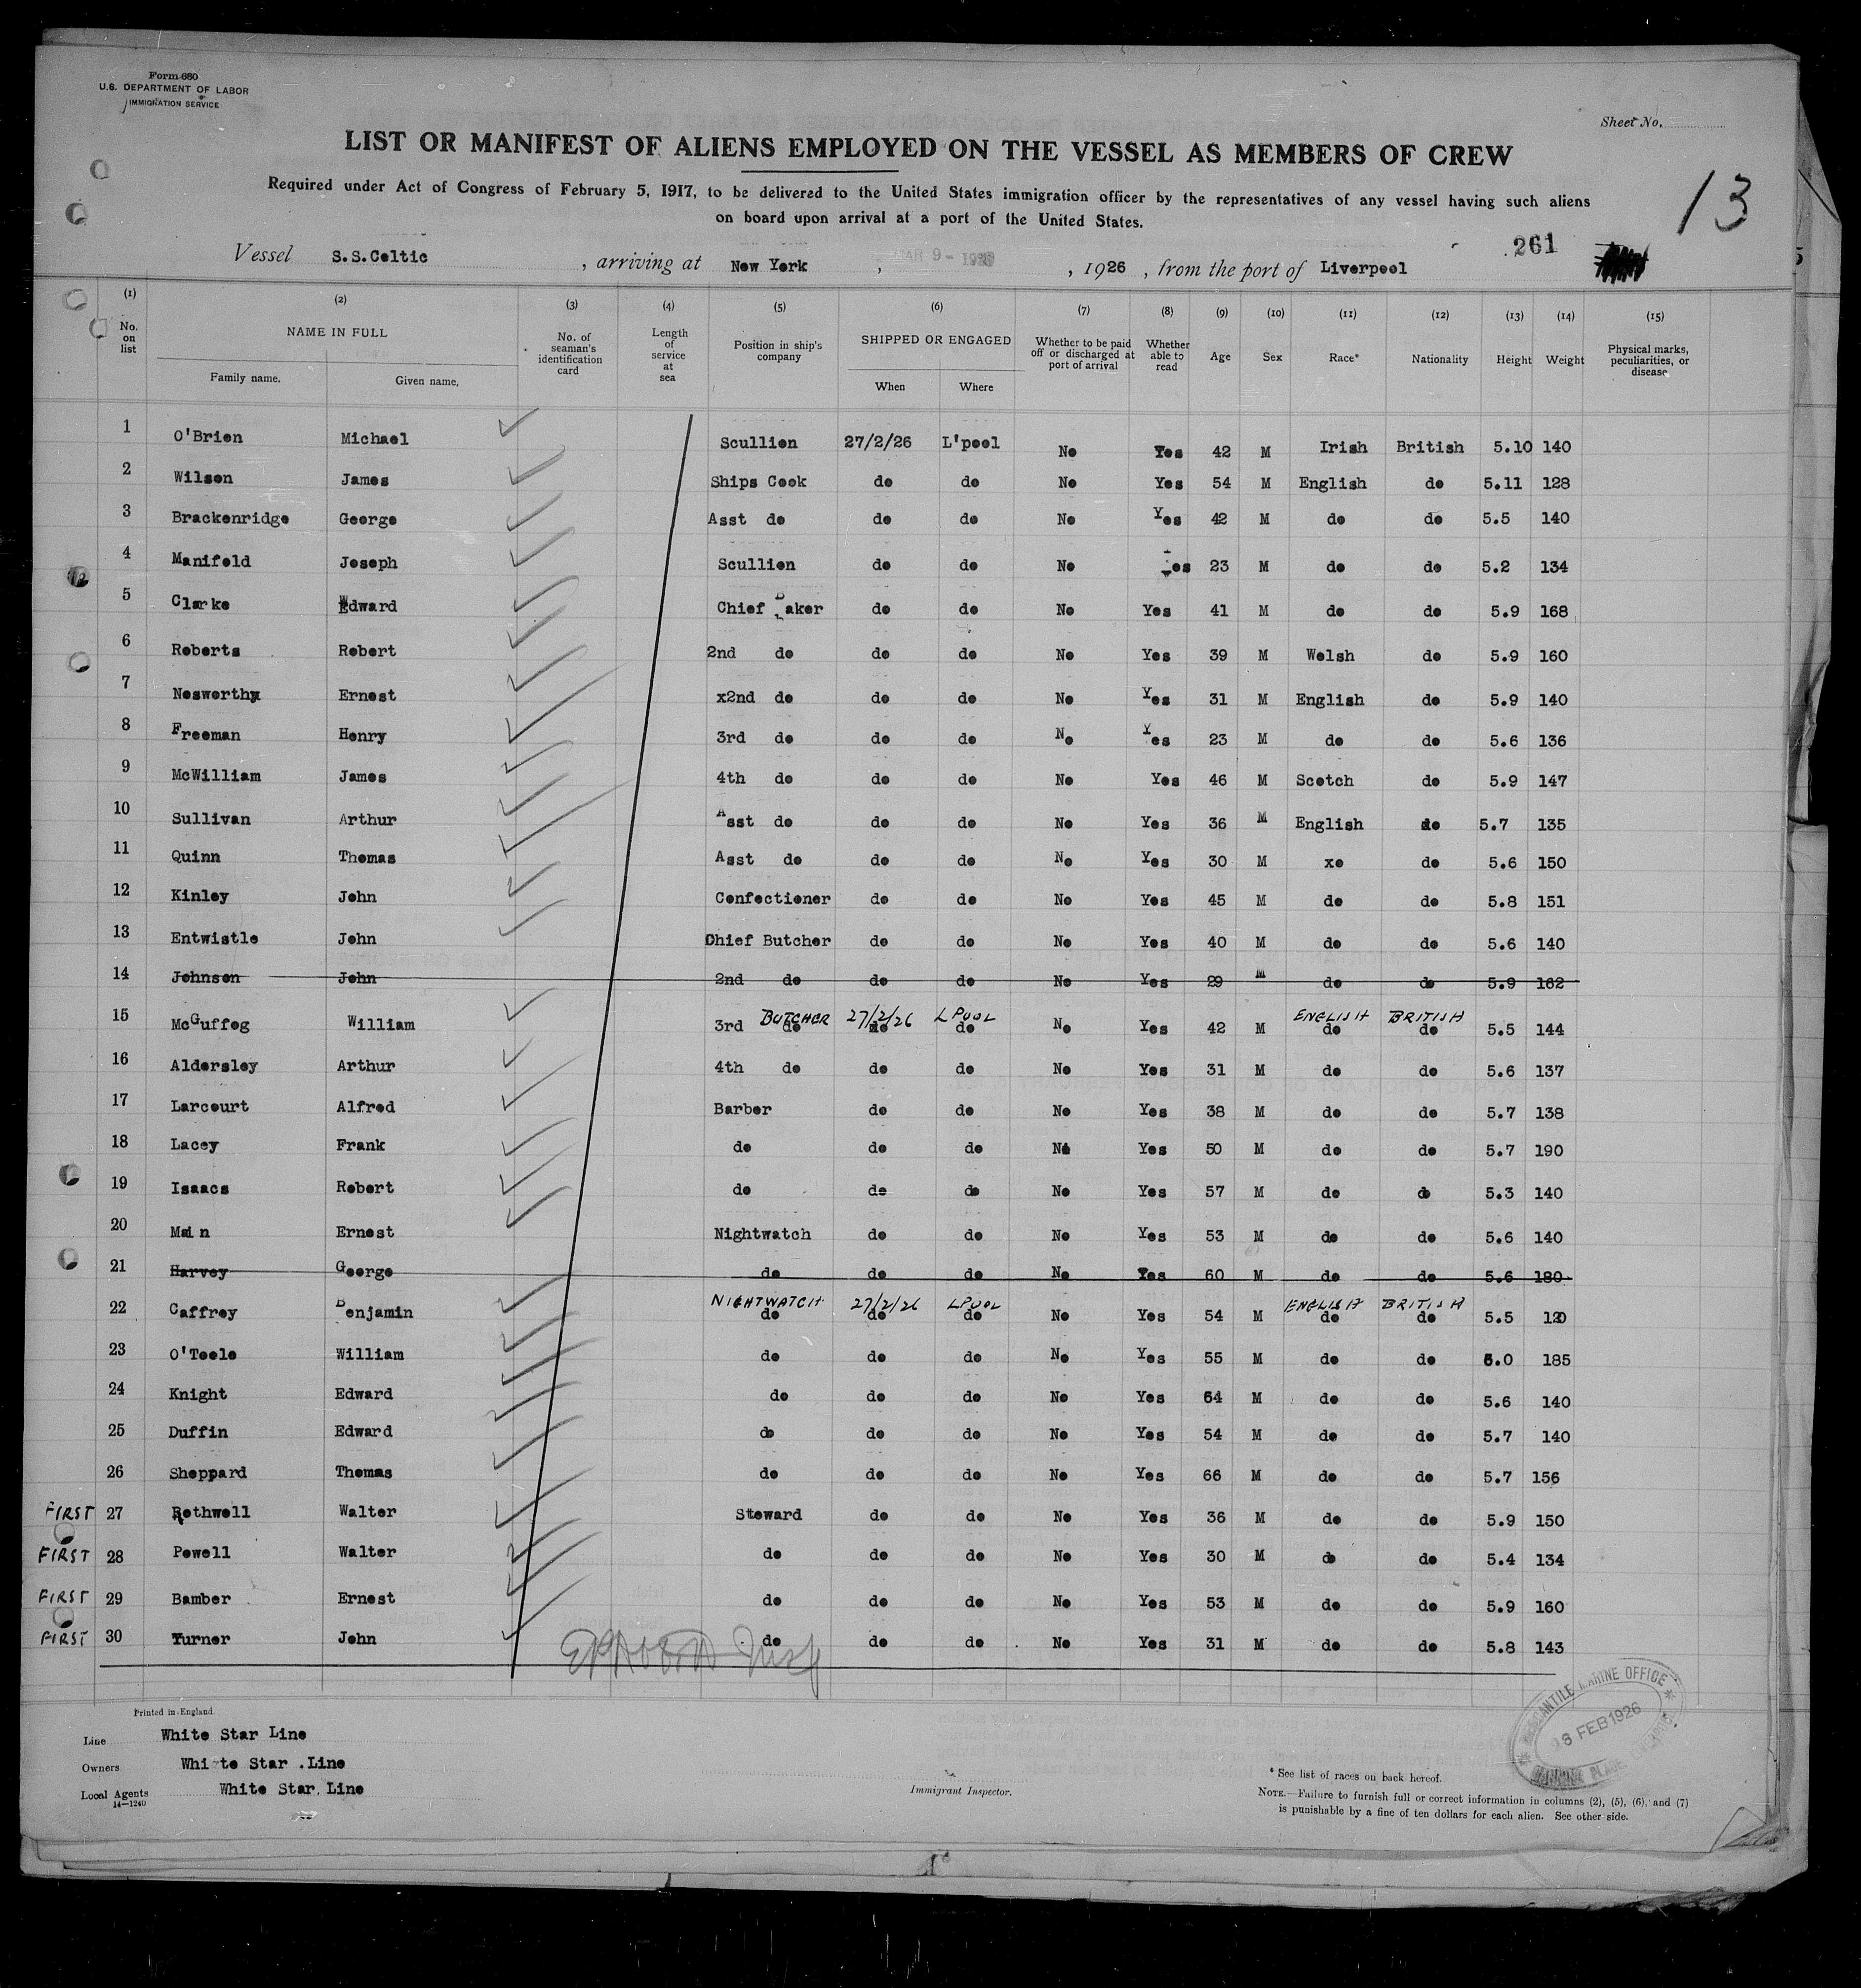 Form 680
U.S. DEPARTMENT OF LABOR
IMMIGRATION SERVICE
Sheet No.
LIST OR MANIFEST OF ALIENS EMPLOYED ON THE VESSEL AS MEMBERS OF CREW
Required under Act of Congress of February 5, 1917, to be delivered to the United States immigration officer by the representatives of any vessel having such aliens
on board upon arrival at a port of the United States.
13
261
Vessel S.S.Celtic , arriving at New York , MAR 9 - 1926 , 1926 , from the port of Liverpool
(1) (2) (3) (4) (5) (6) (7) (8) (9) (10) (11) (12) (13) (14) (15)
No. on list NAME IN FULL Family name. Given name. No. of seaman's identification card Length of service at sea Position in ship's company SHIPPED OR ENGAGED When Where Whether to be paid off or discharged at port of arrival Whether able to read Age Sex Race* Nationality Height Weight Physical marks, peculiarities, or disease
1 O'Brien Michael Scullion 27/2/26 L'pool No Yes 42 M Irish British 5.10 140
2 Wilson James Ships Cook do do No Yes 54 M English do 5.11 128
3 Brackenridge George Asst do do do No Yes 42 M do do 5.5 140
4 Manifold Joseph Scullion do do No Yes 23 M do do 5.2 134
5 Clarke Edward Chief Baker do do No Yes 41 M do do 5.9 168
6 Roberts Robert 2nd do do do No Yes 39 M Welsh do 5.9 160
7 Nosworthy Ernest x2nd do do do No Yes 31 M English do 5.9 140
8 Freeman Henry 3rd do do do No Yes 23 M do do 5.6 136
9 McWilliam James 4th do do do No Yes 46 M Scotch do 5.9 147
10 Sullivan Arthur Asst do do do No Yes 36 M English do 5.7 135
11 Quinn Thomas Asst do do do No Yes 30 M xo do 5.6 150
12 Kinley John Confectioner do do No Yes 45 M do do 5.8 151
13 Entwistle John Chief Butcher do do No Yes 40 M do do 5.6 140
14 Johnson John 2nd do do do No Yes 29 M do do 5.9 162
BUTCHER 27/2/26 LPOOL ENGLISH BRITISH
15 McGuffog William 3rd do do do No Yes 42 M do do 5.5 144
16 Aldersley Arthur 4th do do do No Yes 31 M do do 5.6 137
17 Larcourt Alfred Barber do do No Yes 38 M do do 5.7 138
18 Lacey Frank do do do No Yes 50 M do do 5.7 190
19 Isaacs Robert do do do No Yes 57 M do do 5.3 140
20 Main Ernest Nightwatch do do No Yes 53 M do do 5.6 140
21 Harvey George do do do No Yes 60 M do do 5.6 180
NIGHTWATCH 27/2/26 LPOOL ENGLISH BRITISH
22 Caffrey Benjamin do do do No Yes 54 M do do 5.5 120
23 O'Toole William do do do No Yes 55 M do do 6.0 185
24 Knight Edward do do do No Yes 64 M do do 5.6 140
25 Duffin Edward do do do No Yes 54 M do do 5.7 140
26 Sheppard Thomas do do do No Yes 66 M do do 5.7 156
FIRST 27 Rothwell Walter Steward do do No Yes 36 M do do 5.9 150
FIRST 28 Powell Walter do do do No Yes 30 M do do 5.4 134
FIRST 29 Bamber Ernest do do do No Yes 53 M do do 5.9 160
FIRST 30 Turner John do do do No Yes 31 M do do 5.8 143
Printed in England
Line White Star Line
Owners White Star .Line
Local Agents White Star. Line
14—1240
Immigrant Inspector.
* See list of races on back hereof.
NOTE.—Failure to furnish full or correct information in columns (2), (5), (6), and (7)
is punishable by a fine of ten dollars for each alien. See other side.
MERCANTILE MARINE OFFICE
FEB 1926